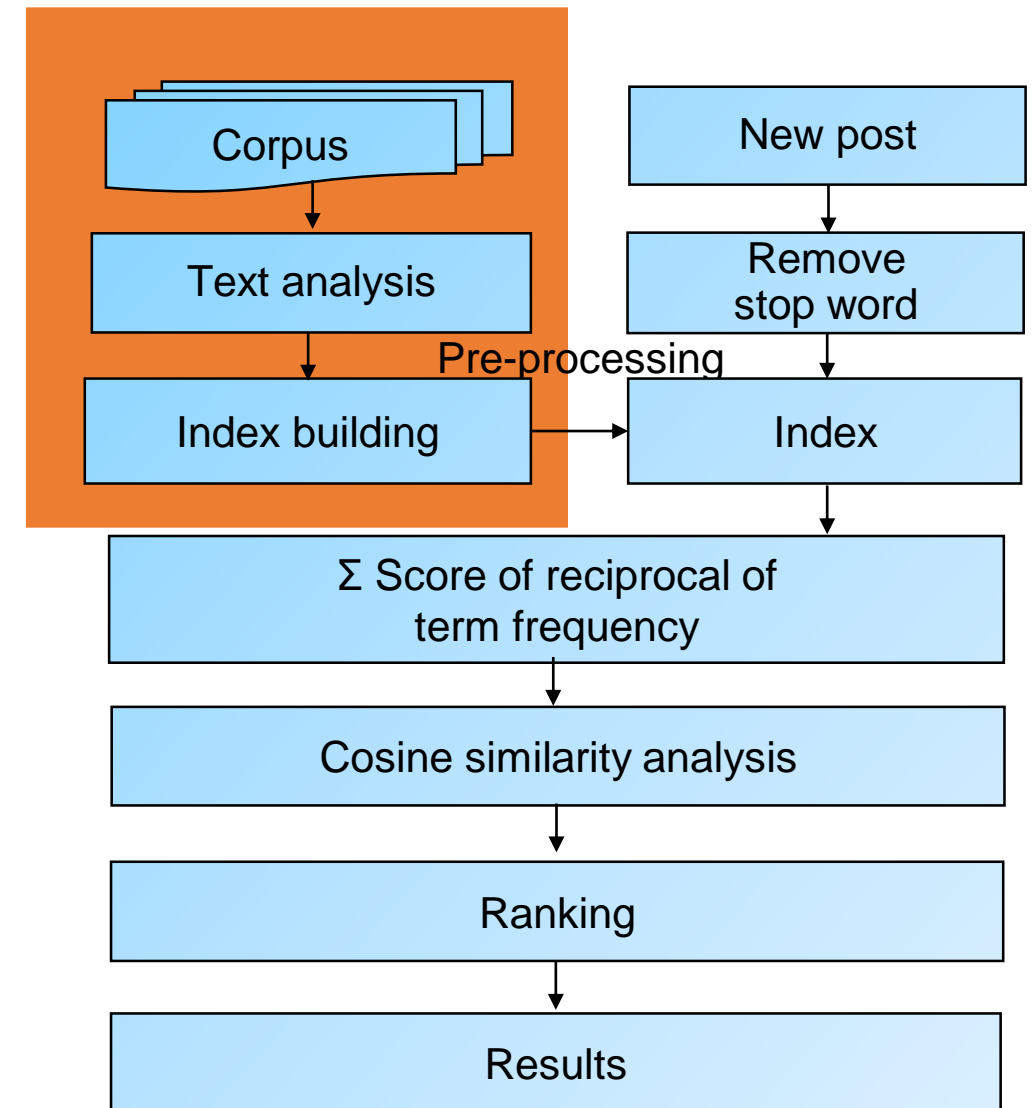 Corpus
New post
Text analysis
Remove
stop word
Pre-processing
Index building
Index
Σ Score of reciprocal of
term frequency
Cosine similarity analysis
Ranking
Results